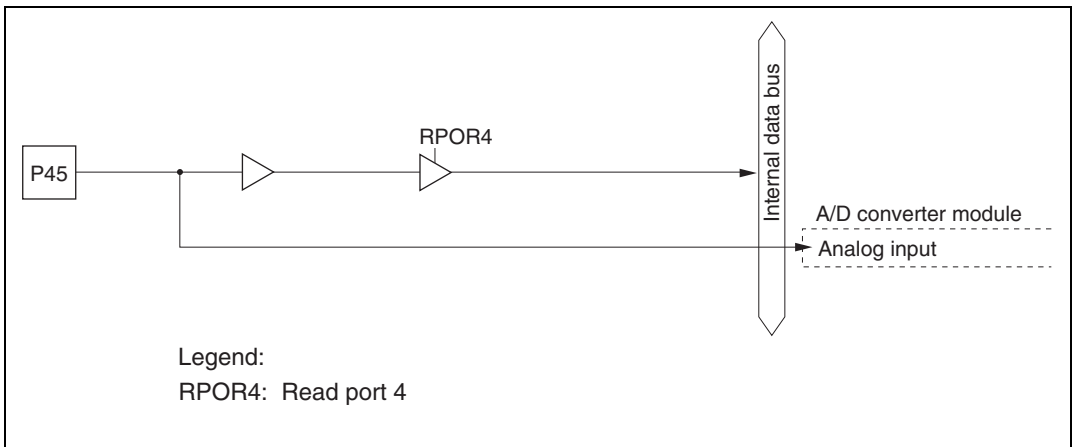 P45
RPOR4
Internal data bus
A/D converter module
Analog input
Legend:
RPOR4: Read port 4